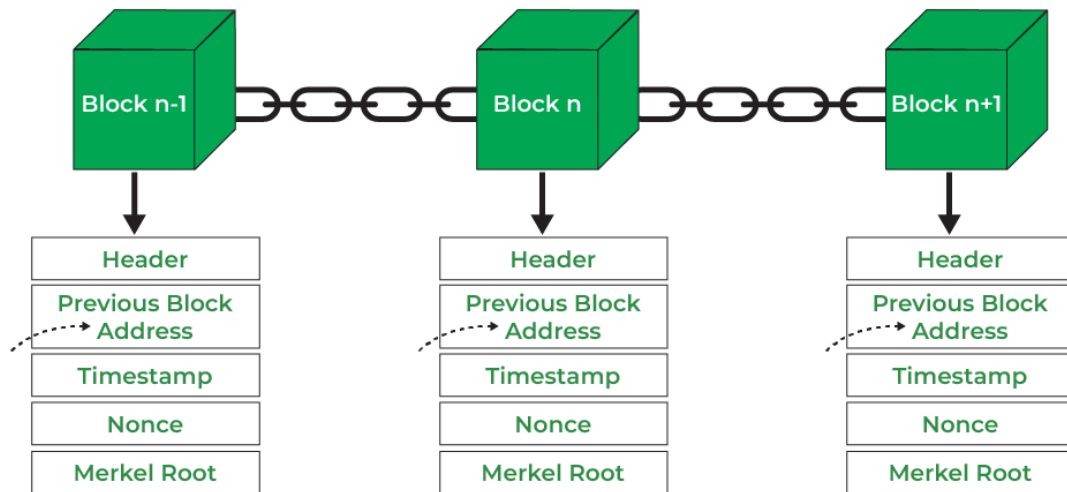 Block n-1
Block n
Block n+1
Header
Header
Header
Previous Block
Address
Previous Block
Address
Previous Block
Address
Timestamp
Timestamp
Timestamp
Nonce
Nonce
Nonce
Merkel Root
Merkel Root
Merkel Root